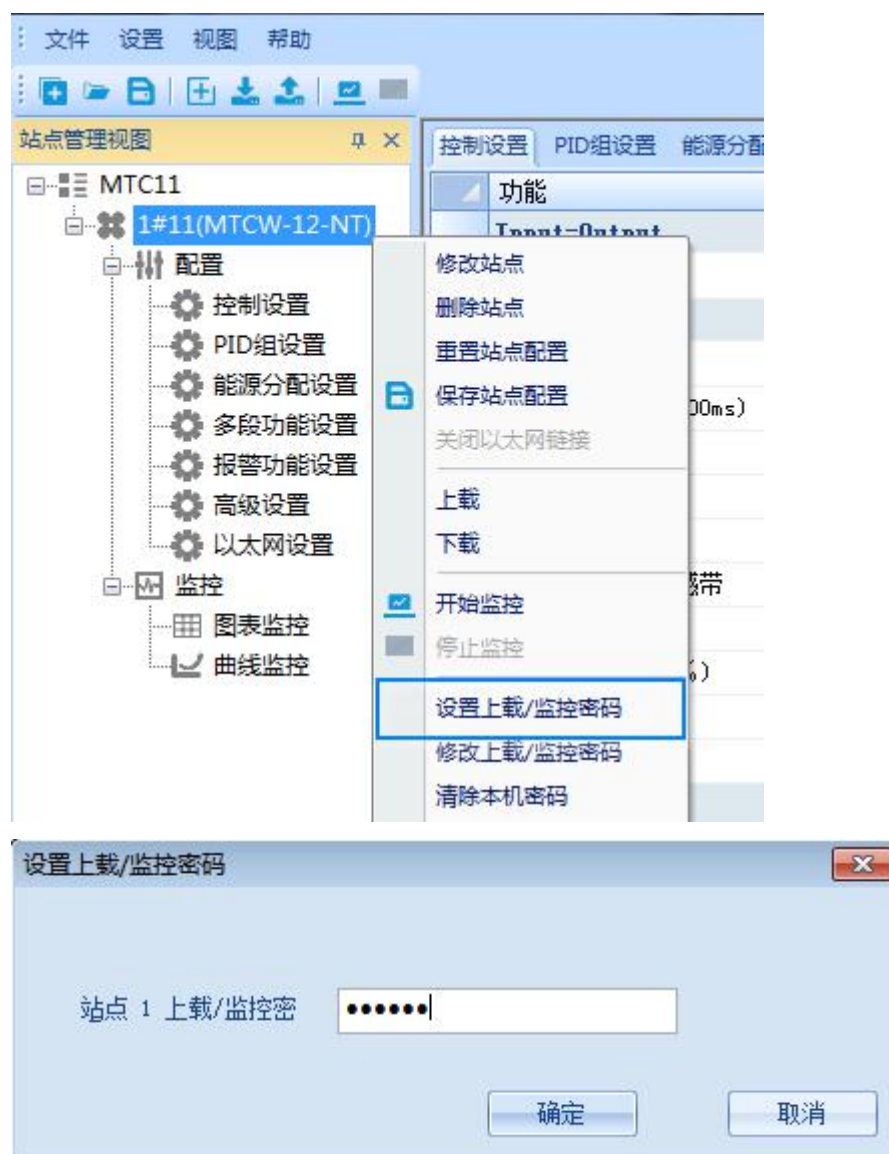 文件 设置 视图 帮助
站点管理视图
MTC11
1#11(MTCW-12-NT)
配置
控制设置
PID组设置
能源分配设置
多段功能设置
报警功能设置
高级设置
以太网设置
监控
图表监控
曲线监控
控制设置 PID组设置 能源分配
功能
Input-Output
修改站点
删除站点
重置站点配置
保存站点配置
关闭以太网链接
上载
下载
开始监控
停止监控
设置上载/监控密码
修改上载/监控密码
清除本机密码
00ms)
感带
%)
设置上载/监控密码
站点 1 上载/监控密
••••••
确定 取消